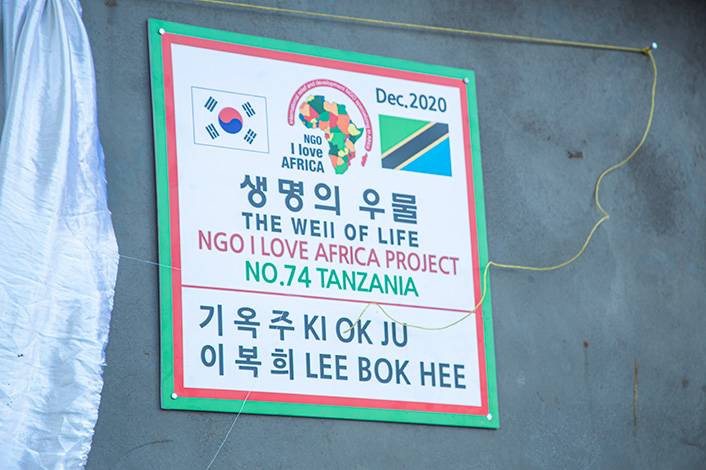 Dec,2020
NGO
I love
AFRICA
생명의 우물
THE WEll OF LIFE
NGO I LOVE AFRICA PROJECT
NO.74 TANZANIA
기옥주 KI OK JU
이복희 LEE BOK HEE